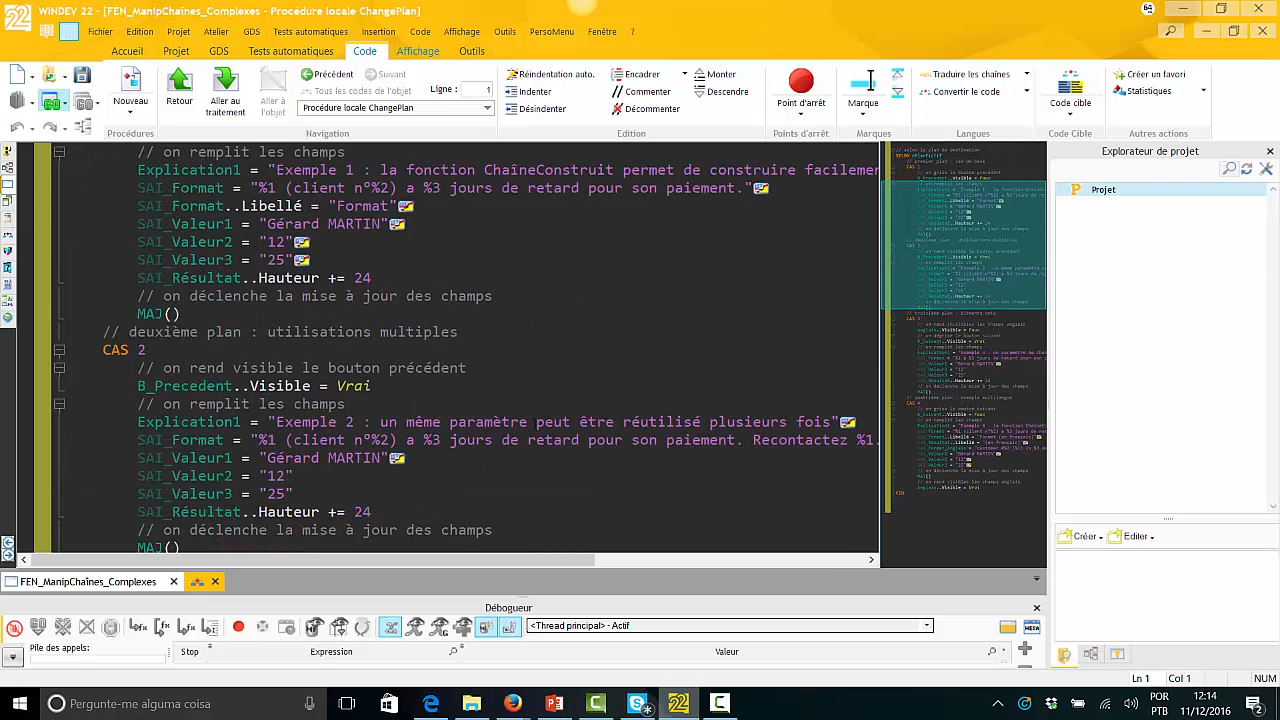 WINDEV 22 - [FEN_ManipChaînes_Complexes - Procédure locale ChangePlan]
Fichier Edition Projet Atelier GDS Tests automatiques Insertion Code Affichage Outils PersoMenu Fenêtre ?
Accueil Projet GDS Tests automatiques Code Affichage Outils
Nouveau
Procédures
Retour
Aller au traitement
Aller à l'objet
Précédent Suivant
Tous les codes de l'objet
Ligne : 1
Procédure locale ChangePlan
Navigation
Réindentation auto.
Indenter
Désindenter
Encadrer
Commenter
Décommenter
Monter
Descendre
Edition
Point d'arrêt
Points d'arrêt
Marque
Marques
Traduire les chaînes
Convertir le code
Langues
Code cible
Code Cible
Créer un favori
Statistiques
Autres actions
// on remplit les champs
Explication1 = "Exemple 1 : la fonction ChaîneConstruit permet de construire facilemen
SAI_Format = "%1 (client n°%2) a %3 jours de retard pour son paiement."
SAI_Format..Libellé = "Format"
SAI_Valeur1 = "Gérard MARTIN"
SAI_Valeur2 = "12"
SAI_Valeur3 = "15"
SAI_Résultat..Hauteur += 24
// on déclenche la mise à jour des champs
MAJ()
// deuxième plan : utilisations multiples
CAS 2
// on rend visible le bouton précédent
B_Precedent..Visible = Vrai
// on remplit les champs
Explication1 = "Exemple 2 : un même paramètre peut être réutilisé plusieurs fois"
SAI_Format = "%1 (client n°%2) a %3 jours de retard pour son paiement. Recontactez %1.
SAI_Valeur1 = "Gérard MARTIN"
SAI_Valeur2 = "12"
SAI_Valeur3 = "25"
SAI_Résultat..Hauteur += 24
// on déclenche la mise à jour des champs
MAJ()
Explorateur de projet
Créer Editer
FEN_ManipChaînes_Complexes
Débogueur
<Thread principal> - Actif
META
Pile des appels:
Stop Expression Valeur
Ln 1 Col 1 NUM
Pergunte-me alguma coisa
22
POR
PTB
12:14
11/12/2016